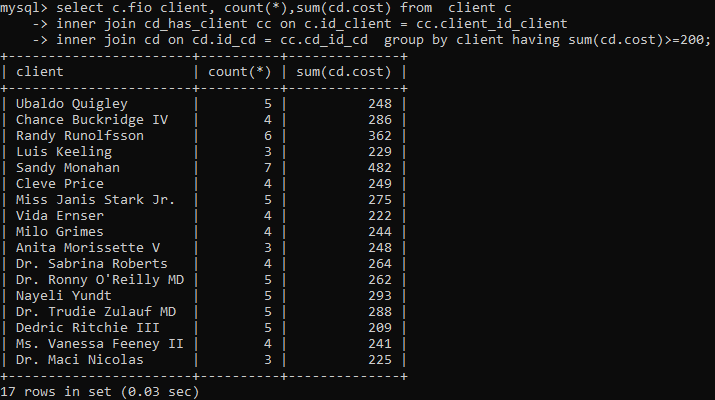 mysql> select c.fio client, count(*),sum(cd.cost) from  client c
    -> inner join cd_has_client cc on c.id_client = cc.client_id_client
    -> inner join cd on cd.id_cd = cc.cd_id_cd  group by client having sum(cd.cost)>=200;
+-----------------------+----------+--------------+
| client                | count(*) | sum(cd.cost) |
+-----------------------+----------+--------------+
| Ubaldo Quigley        |        5 |          248 |
| Chance Buckridge IV   |        4 |          286 |
| Randy Runolfsson      |        6 |          362 |
| Luis Keeling          |        3 |          229 |
| Sandy Monahan         |        7 |          482 |
| Cleve Price           |        4 |          249 |
| Miss Janis Stark Jr.  |        5 |          275 |
| Vida Ernser           |        4 |          222 |
| Milo Grimes           |        4 |          244 |
| Anita Morissette V    |        3 |          248 |
| Dr. Sabrina Roberts   |        4 |          264 |
| Dr. Ronny O'Reilly MD |        5 |          262 |
| Nayeli Yundt          |        5 |          293 |
| Dr. Trudie Zulauf MD  |        5 |          288 |
| Dedric Ritchie III    |        5 |          209 |
| Ms. Vanessa Feeney II |        4 |          241 |
| Dr. Maci Nicolas      |        3 |          225 |
+-----------------------+----------+--------------+
17 rows in set (0.03 sec)